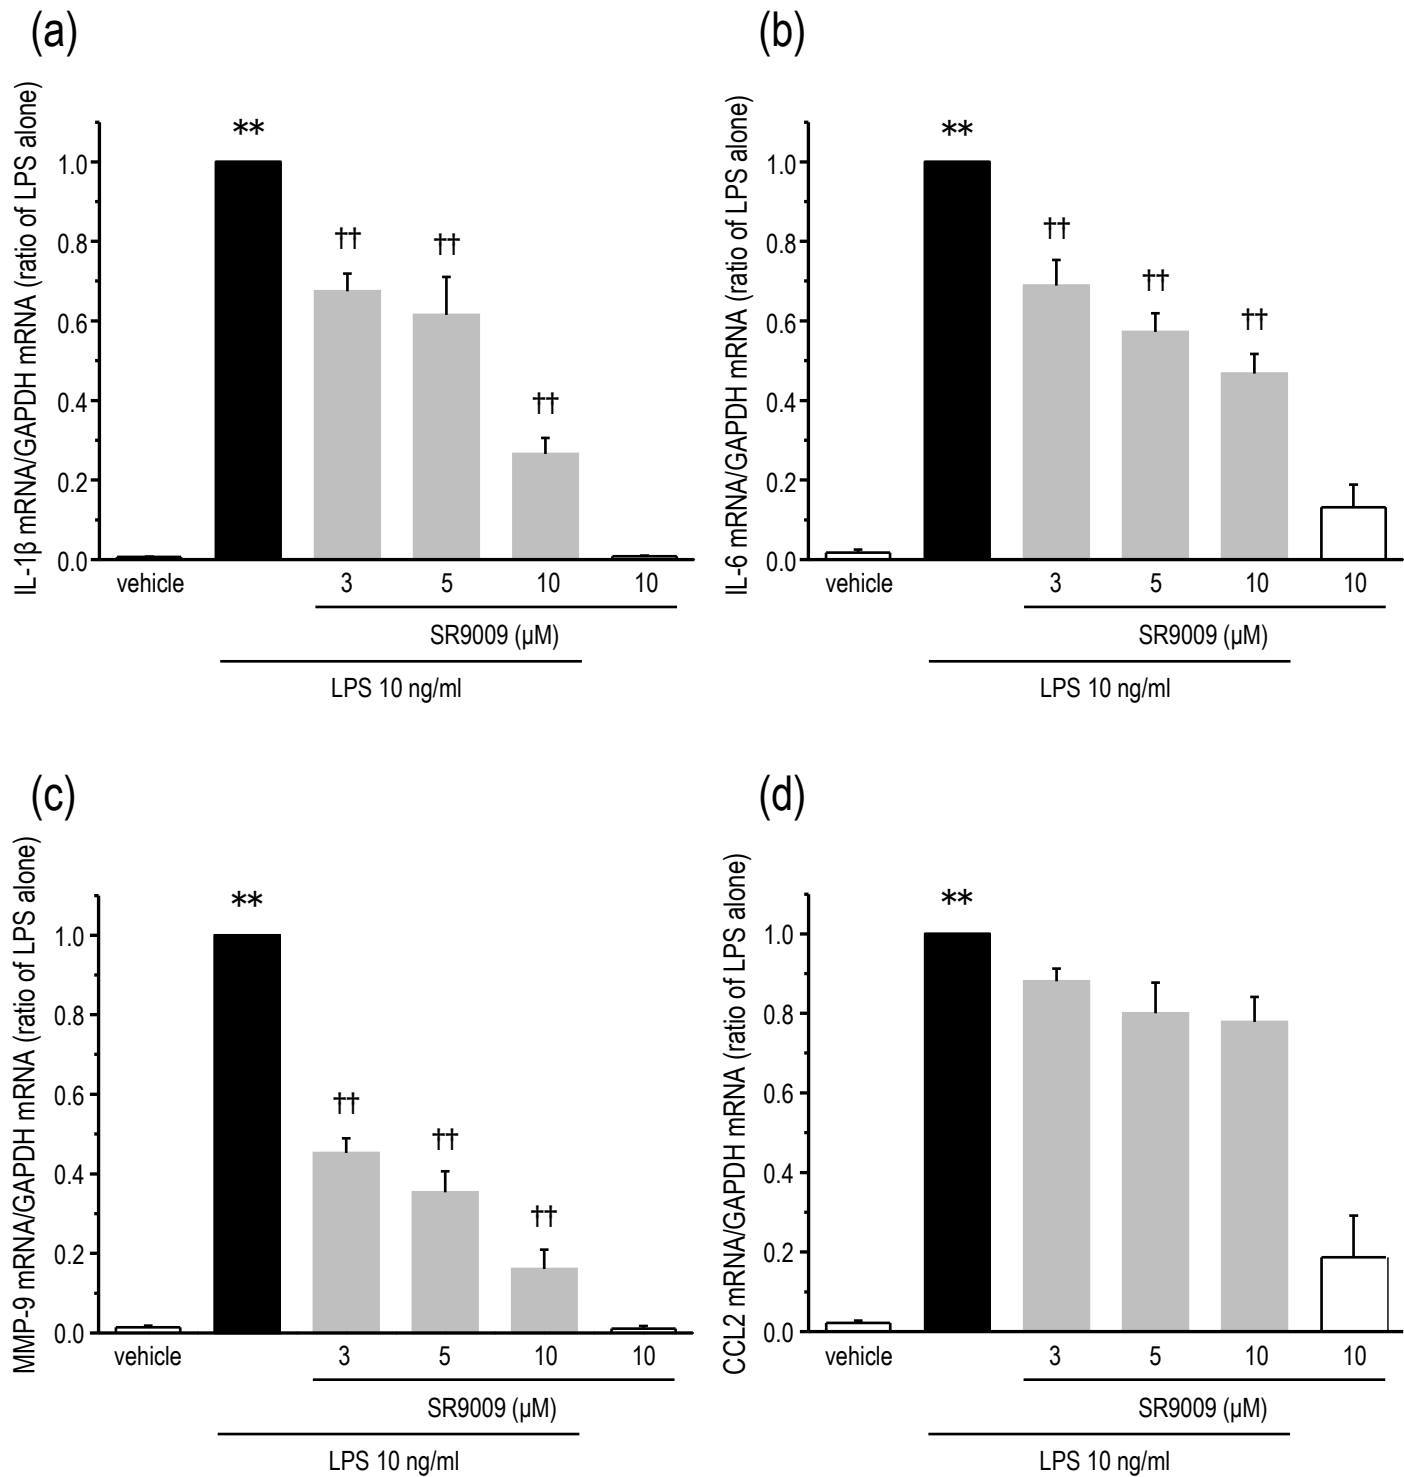 (a)
IL-1β mRNA/GAPDH mRNA (ratio of LPS alone)
**
1.0
††
††
0.8
0.6
††
0.4
0.2
0.0
vehicle 3 5 10 10
SR9009 (µM)
LPS 10 ng/ml
(b)
IL-6 mRNA/GAPDH mRNA (ratio of LPS alone)
**
1.0
††
0.8
††
††
0.6
0.4
0.2
0.0
vehicle 3 5 10 10
SR9009 (µM)
LPS 10 ng/ml
(c)
MMP-9 mRNA/GAPDH mRNA (ratio of LPS alone)
**
1.0
0.8
0.6
††
††
0.4
††
0.2
0.0
vehicle 3 5 10 10
SR9009 (µM)
LPS 10 ng/ml
(d)
CCL2 mRNA/GAPDH mRNA (ratio of LPS alone)
**
1.0
0.8
0.6
0.4
0.2
0.0
vehicle 3 5 10 10
SR9009 (µM)
LPS 10 ng/ml